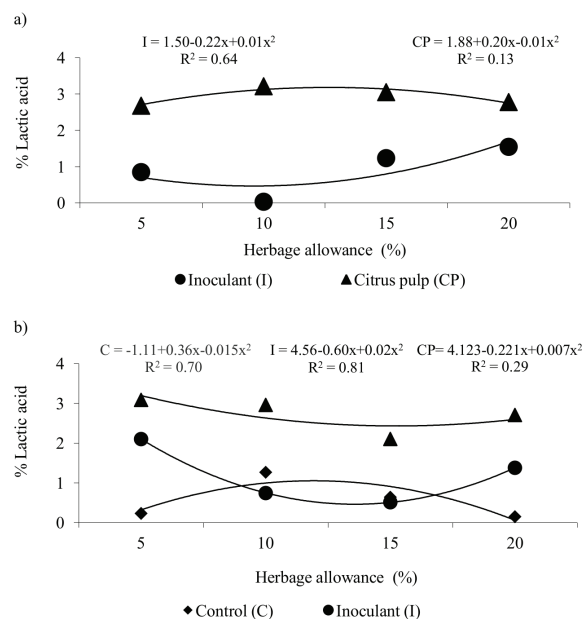 a)
I = 1.50-0.22x+0.01x² CP = 1.88+0.20x-0.01x²
R² = 0.64 R² = 0.13
4
3
2
1
0
% Lactic acid
5 10 15 20
Herbage allowance (%)
Inoculant (I) Citrus pulp (CP)
b)
C = -1.11+0.36x-0.015x² I = 4.56-0.60x+0.02x² CP= 4.123-0.221x+0.007x²
R² = 0.70 R² = 0.81 R² = 0.29
4
3
2
1
0
% Lactic acid
5 10 15 20
Herbage allowance (%)
Control (C) Inoculant (I)